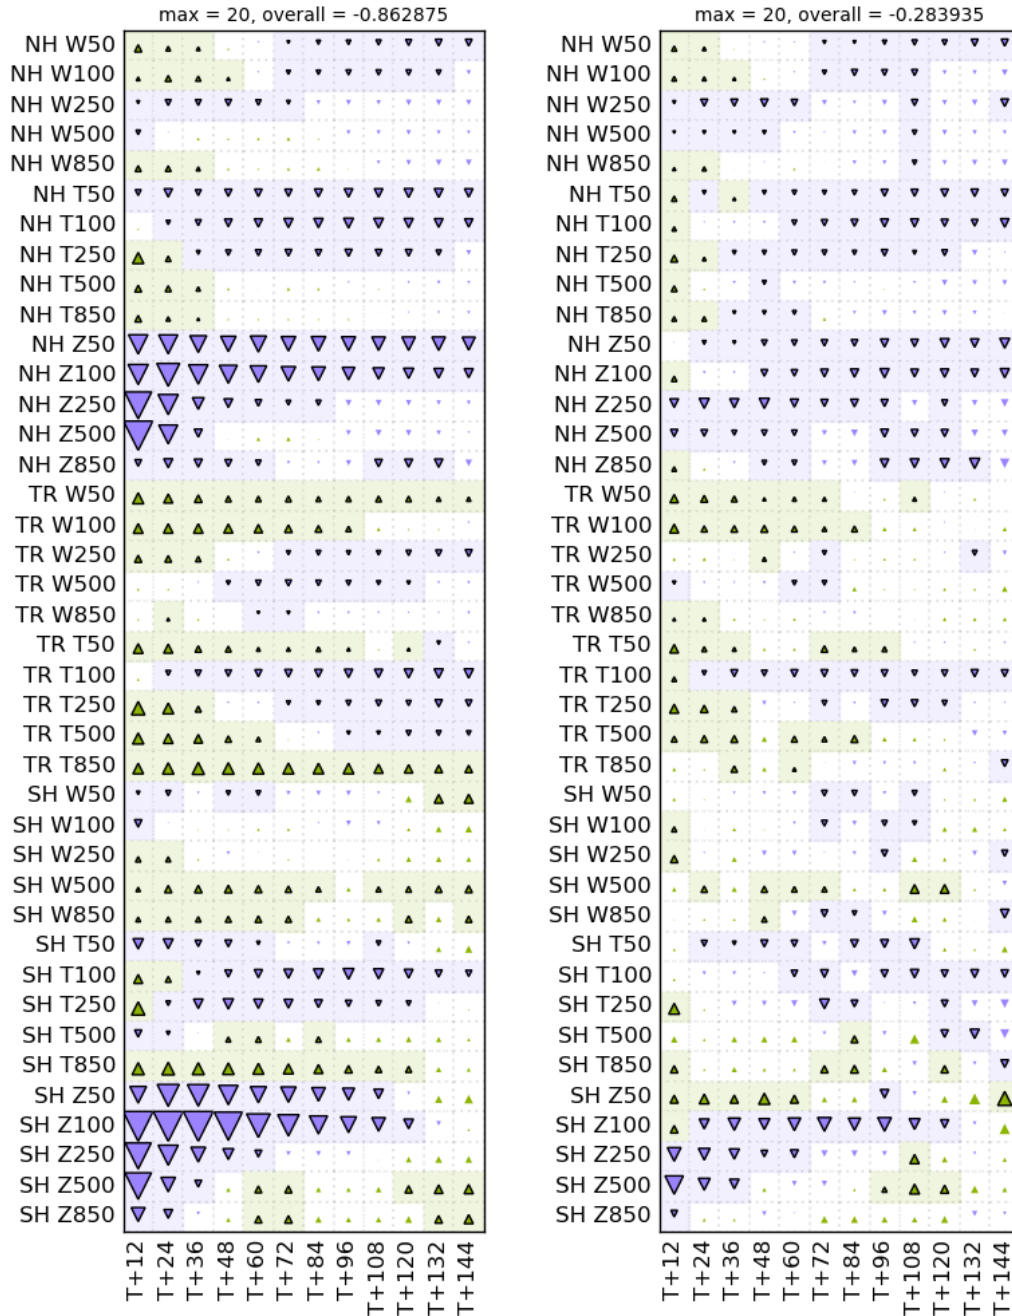 max = 20, overall = -0.862875
NH W50
NH W100
NH W250
NH W500
NH W850
NH T50
NH T100
NH T250
NH T500
NH T850
NH Z50
NH Z100
NH Z250
NH Z500
NH Z850
TR W50
TR W100
TR W250
TR W500
TR W850
TR T50
TR T100
TR T250
TR T500
TR T850
SH W50
SH W100
SH W250
SH W500
SH W850
SH T50
SH T100
SH T250
SH T500
SH T850
SH Z50
SH Z100
SH Z250
SH Z500
SH Z850
T+12
T+24
T+36
T+48
T+60
T+72
T+84
T+96
T+108
T+120
T+132
T+144
max = 20, overall = -0.283935
NH W50
NH W100
NH W250
NH W500
NH W850
NH T50
NH T100
NH T250
NH T500
NH T850
NH Z50
NH Z100
NH Z250
NH Z500
NH Z850
TR W50
TR W100
TR W250
TR W500
TR W850
TR T50
TR T100
TR T250
TR T500
TR T850
SH W50
SH W100
SH W250
SH W500
SH W850
SH T50
SH T100
SH T250
SH T500
SH T850
SH Z50
SH Z100
SH Z250
SH Z500
SH Z850
T+12
T+24
T+36
T+48
T+60
T+72
T+84
T+96
T+108
T+120
T+132
T+144